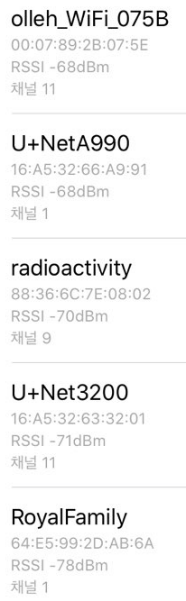 olleh_WiFi_075B
00:07:89:2B:07:5E
RSSI -68dBm
채널 11
U+NetA990
16:A5:32:66:A9:91
RSSI -68dBm
채널 1
radioactivity
88:36:6C:7E:08:02
RSSI -70dBm
채널 9
U+Net3200
16:A5:32:63:32:01
RSSI -71dBm
채널 11
RoyalFamily
64:E5:99:2D:AB:6A
RSSI -78dBm
채널 1